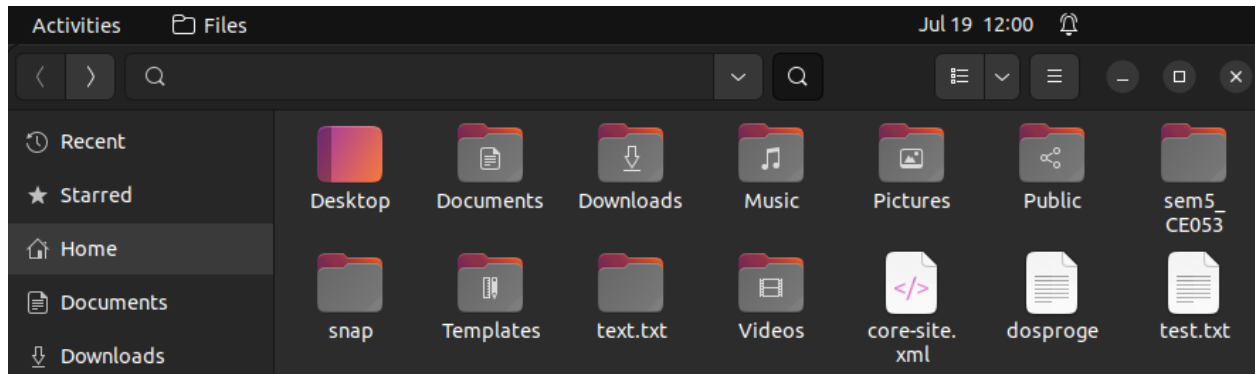 Activities Files Jul 19 12:00
Recent
Starred
Home
Documents
Downloads
Desktop Documents Downloads Music Pictures Public sem5_
CE053
snap Templates text.txt Videos core-site. dosproge test.txt
xml